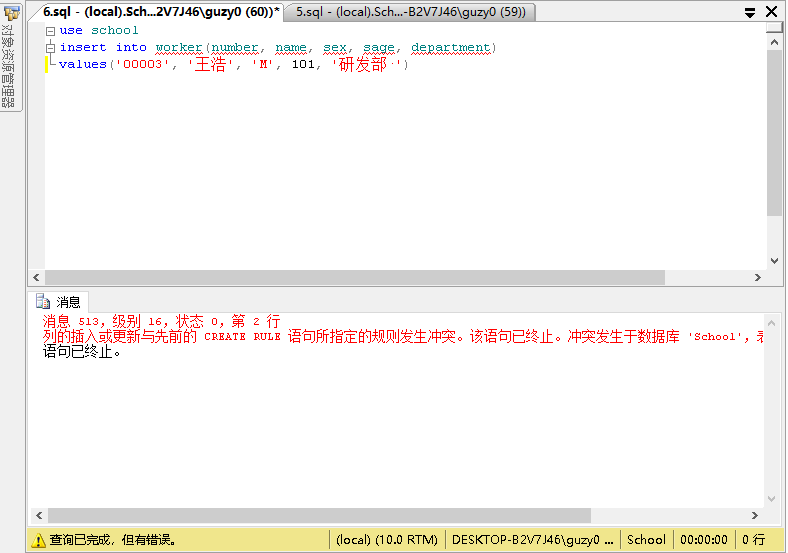 6.sql - (local).Sch...2V7J46\guzy0 (60))*
5.sql - (local).Sch...-B2V7J46\guzy0 (59))
对象资源管理器
use school
insert into worker(number, name, sex, sage, department)
values('00003', '王浩', 'M', 101, '研发部 ')
消息
消息 513，级别 16，状态 0，第 2 行
列的插入或更新与先前的 CREATE RULE 语句所指定的规则发生冲突。该语句已终止。冲突发生于数据库 'School'，表
语句已终止。
查询已完成，但有错误。
(local) (10.0 RTM)
DESKTOP-B2V7J46\guzy0 ...
School
00:00:00
0 行